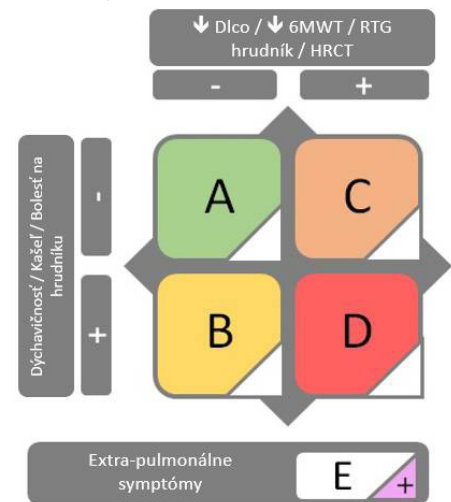 🡻 Dlco / 🡻 6MWT / RTG
hrudník / HRCT
- +
Dýchavičnosť / Kašeľ / Bolesť na
hrudníku
-
+
A C
B D
Extra-pulmonálne
symptómy
E +